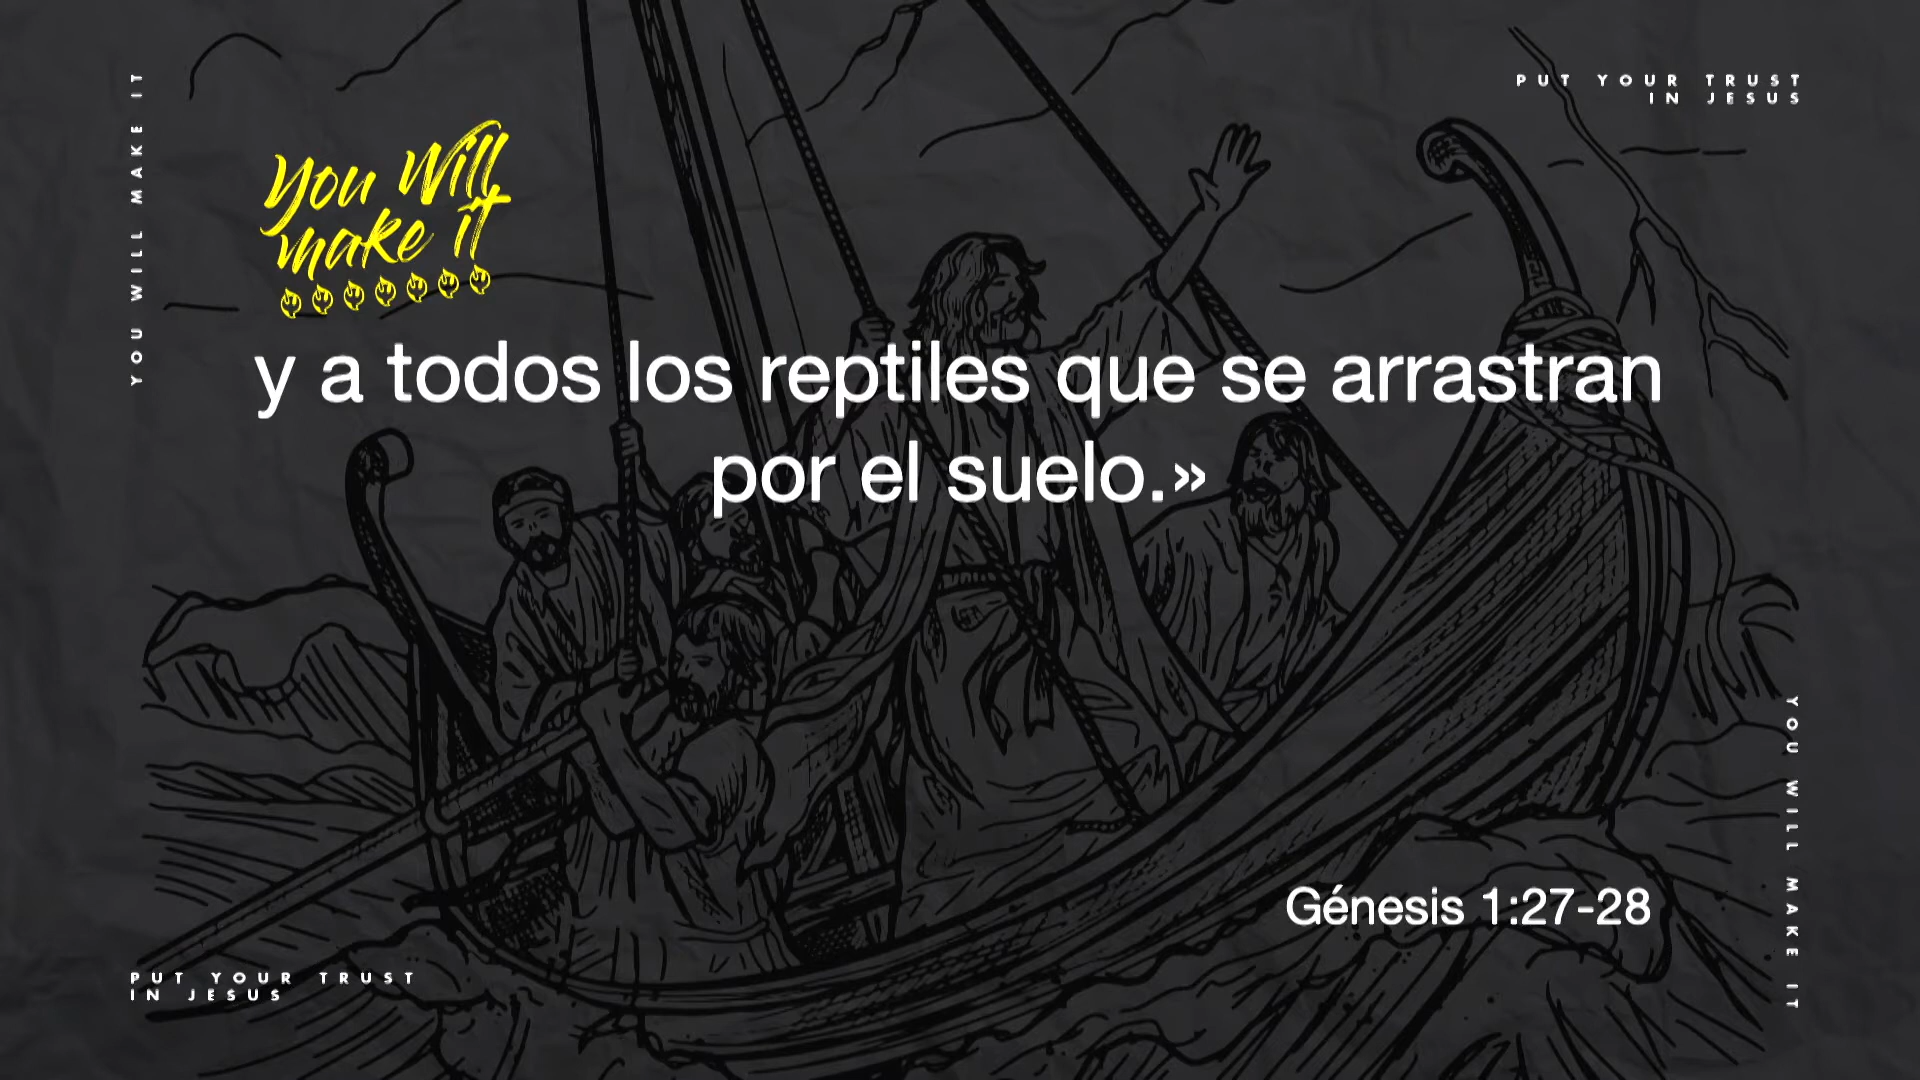 YOU WILL MAKE IT
PUT YOUR TRUST
IN JESUS
You Will
make it
y a todos los reptiles que se arrastran
por el suelo.»
Génesis 1:27-28
YOU WILL MAKE IT
PUT YOUR TRUST
IN JESUS